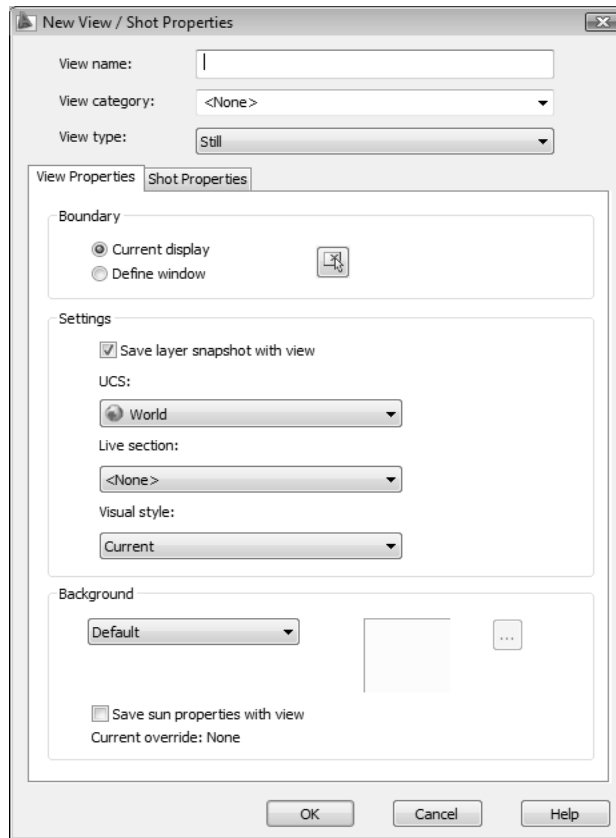 New View / Shot Properties
View name:
View category: <None>
View type: Still
View Properties Shot Properties
Boundary
Current display
Define window
Settings
Save layer snapshot with view
UCS:
World
Live section:
<None>
Visual style:
Current
Background
Default ...
Save sun properties with view
Current override: None
OK Cancel Help